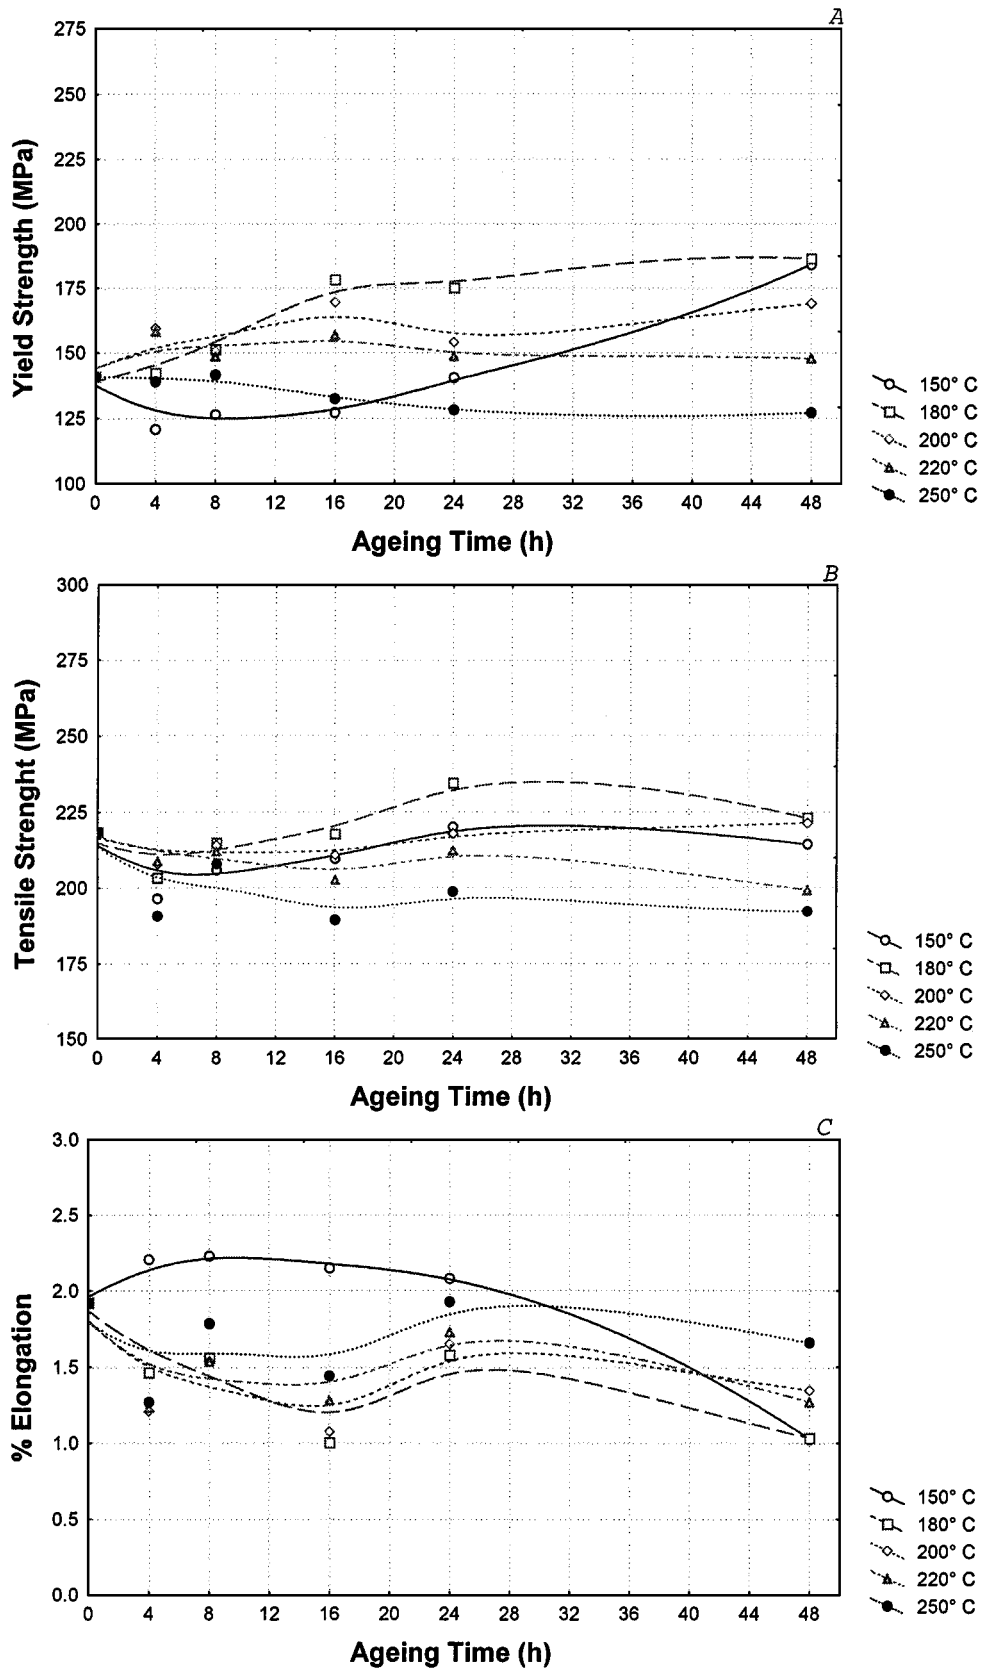 A
275
250
225
200
175
150
125
100
Yield Strength (MPa)
0 4 8 12 16 20 24 28 32 36 40 44 48
Ageing Time (h)
150° C
180° C
200° C
220° C
250° C
B
300
275
250
225
200
175
150
Tensile Strenght (MPa)
0 4 8 12 16 20 24 28 32 36 40 44 48
Ageing Time (h)
150° C
180° C
200° C
220° C
250° C
C
3.0
2.5
2.0
1.5
1.0
0.5
0.0
% Elongation
0 4 8 12 16 20 24 28 32 36 40 44 48
Ageing Time (h)
150° C
180° C
200° C
220° C
250° C